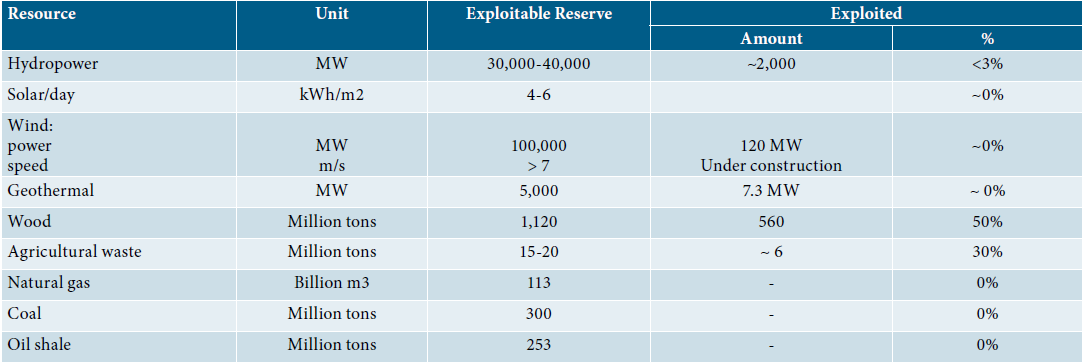 Resource Unit Exploitable Reserve Exploited
Amount %
Hydropower MW 30,000-40,000 ~2,000 <3%
Solar/day kWh/m2 4-6 ~0%
Wind:
power MW 100,000 120 MW ~0%
speed m/s > 7 Under construction
Geothermal MW 5,000 7.3 MW ~ 0%
Wood Million tons 1,120 560 50%
Agricultural waste Million tons 15-20 ~ 6 30%
Natural gas Billion m3 113 - 0%
Coal Million tons 300 - 0%
Oil shale Million tons 253 - 0%